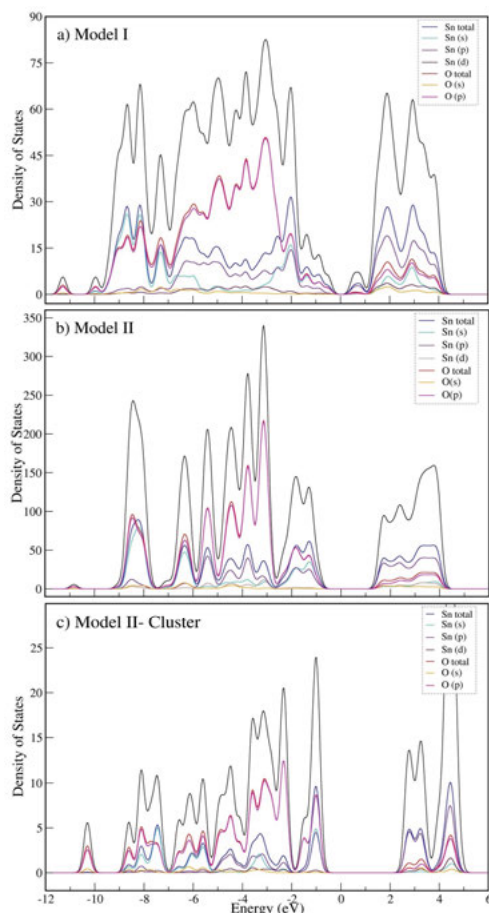 a) Model I
Sn total
Sn (s)
Sn (p)
Sn (d)
O total
O (s)
O (p)
Density of States
90
75
60
45
30
15
0
b) Model II
Sn total
Sn (s)
Sn (p)
Sn (d)
O total
O(s)
O(p)
Density of States
350
300
250
200
150
100
50
0
c) Model II- Cluster
Sn total
Sn (s)
Sn (p)
Sn (d)
O total
O (s)
O (p)
Density of States
25
20
15
10
5
0
-12 -10 -8 -6 -4 -2 0 2 4 6
Energy (eV)